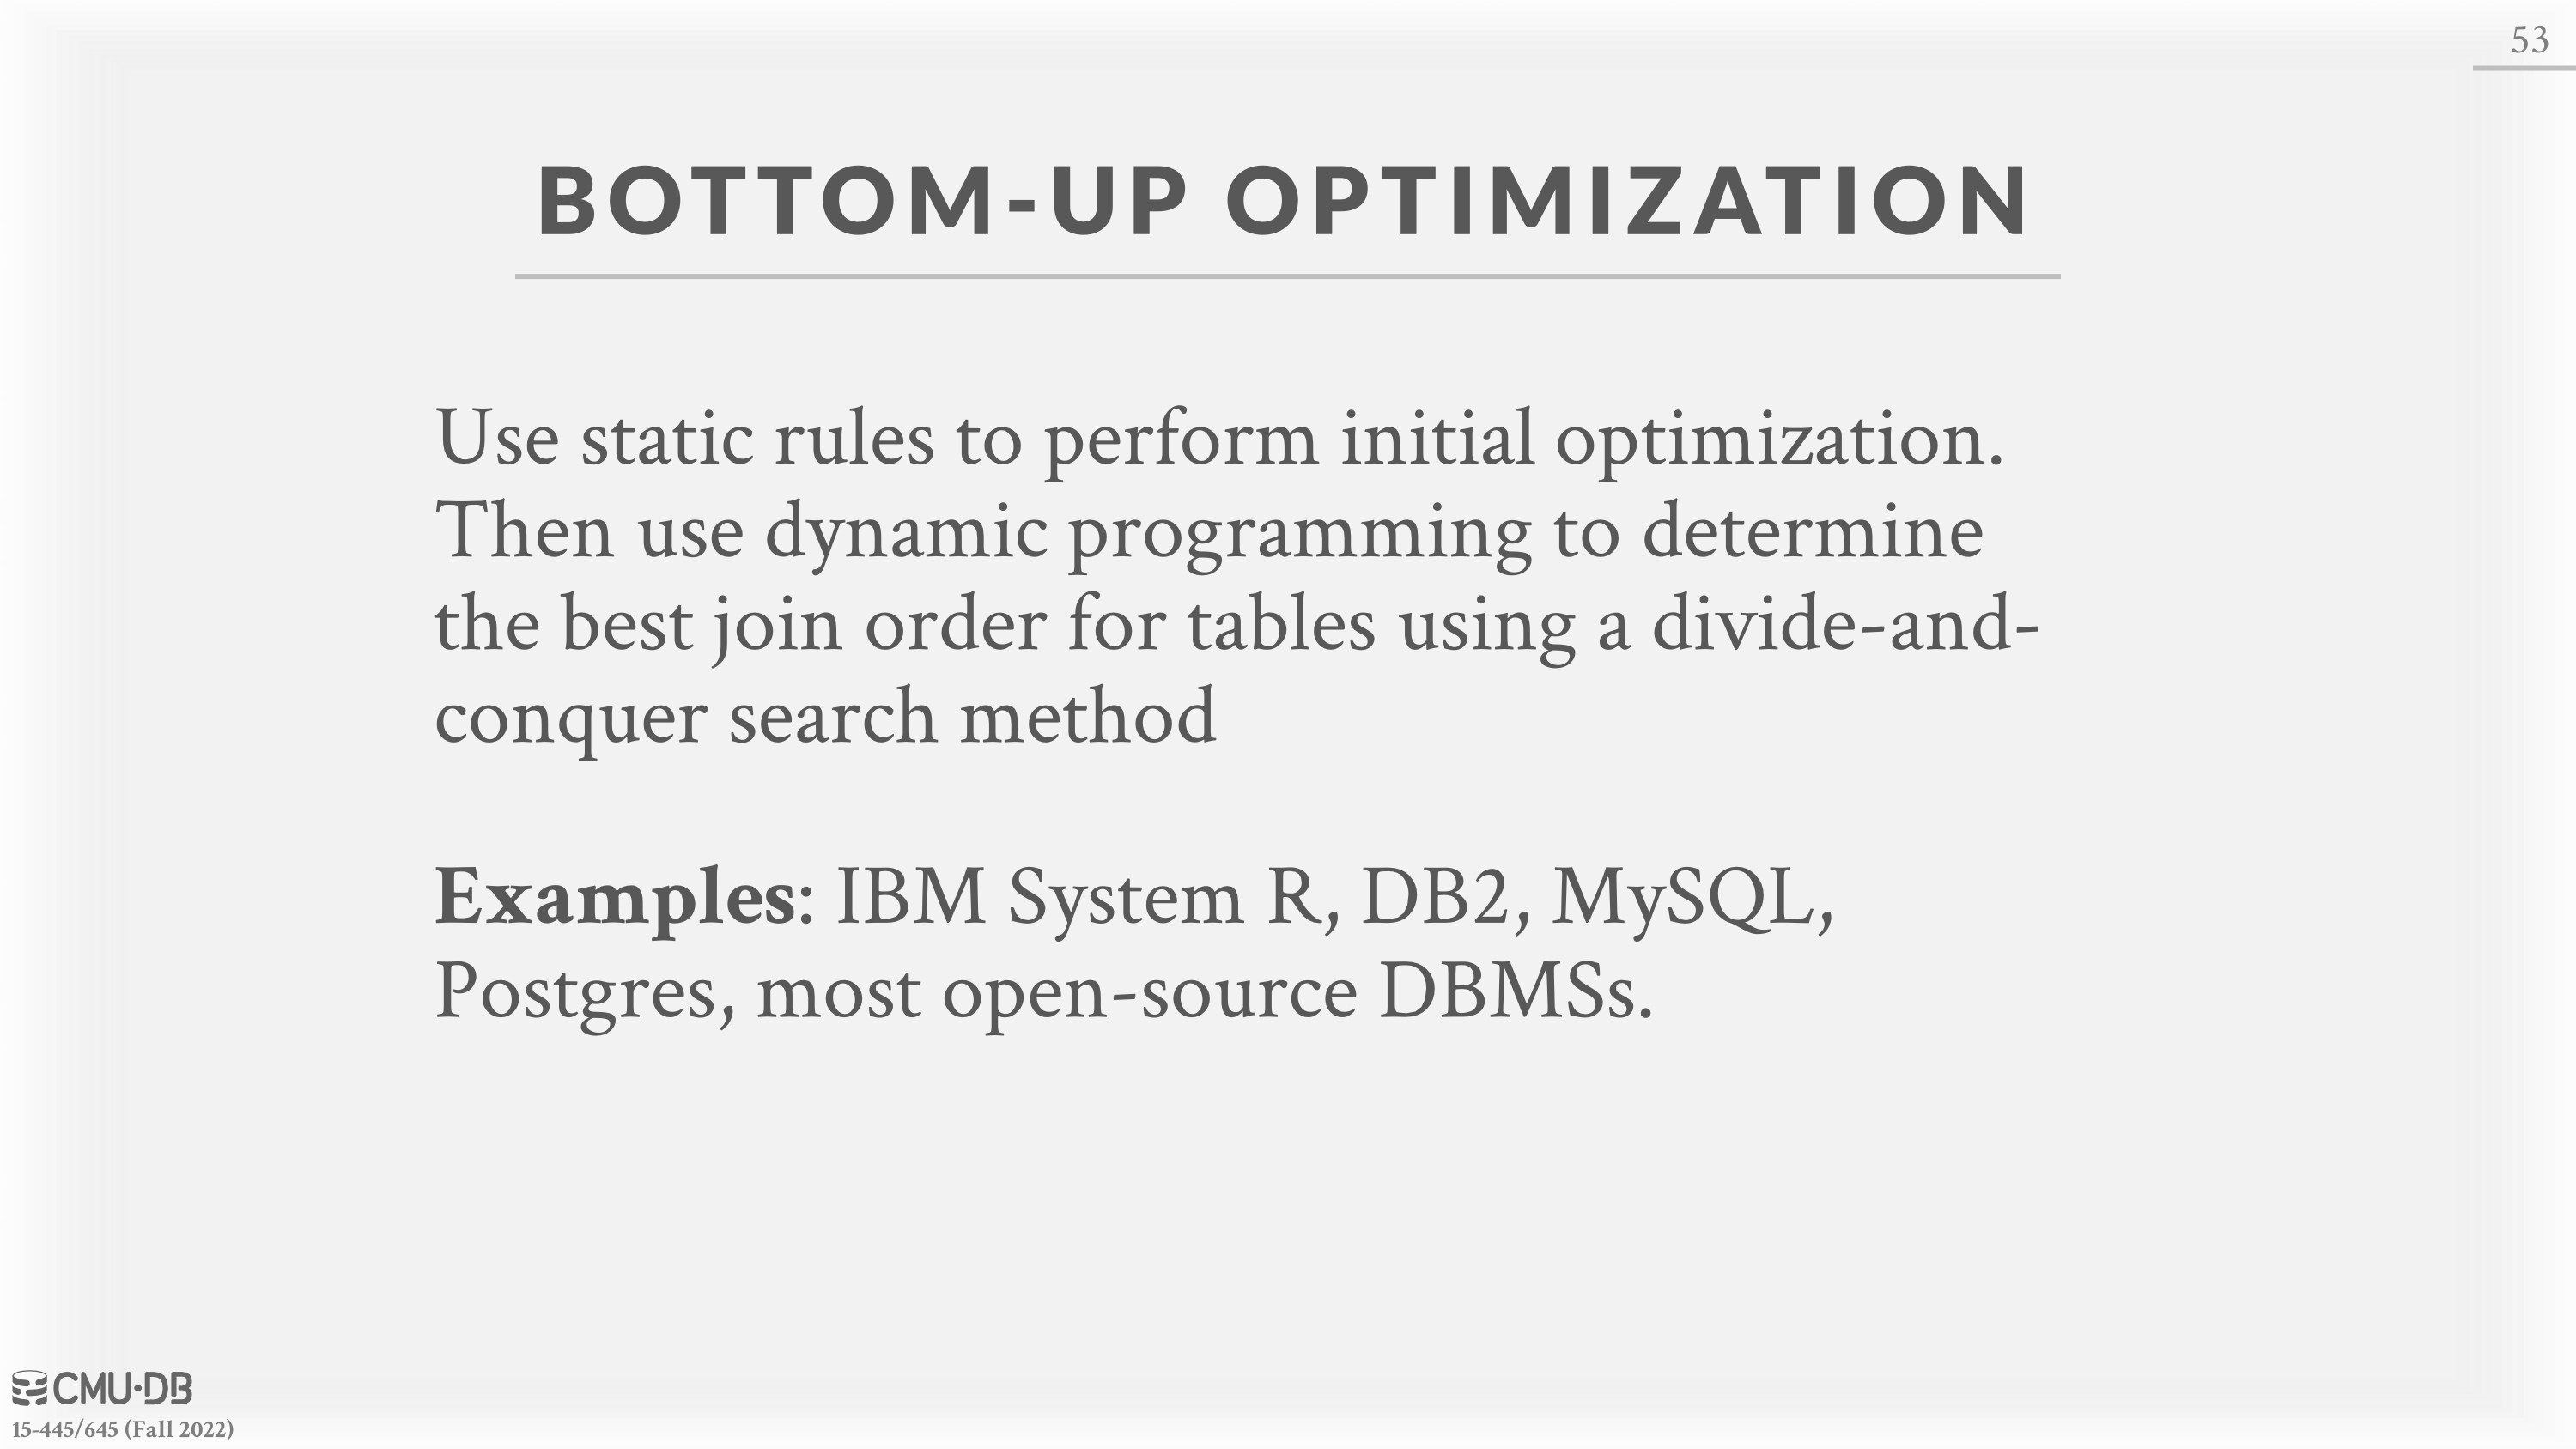 53
BOTTOM-UP OPTIMIZATION
Use static rules to perform initial optimization.
Then use dynamic programming to determine
the best join order for tables using a divide-and-
conquer search method
Examples: IBM System R, DB2, MySQL,
Postgres, most open-source DBMSs.
CMU·DB
15-445/645 (Fall 2022)